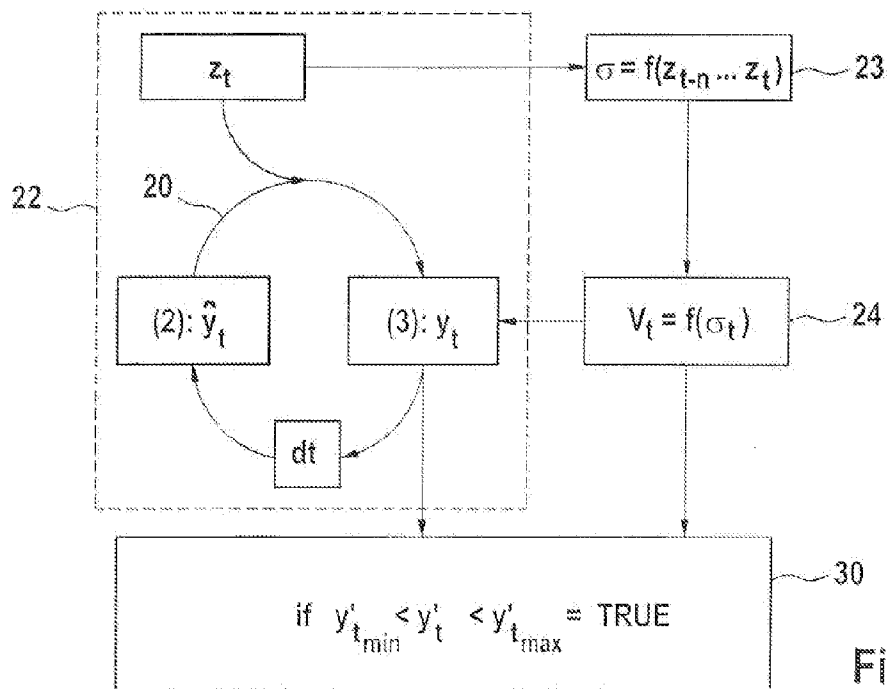 z_t
σ = f(z_{t-n} ... z_t)
23
22
20
(2): ŷ_t
(3): y_t
V_t = f(σ_t)
24
dt
30
if y'_{t_min} < y'_t < y'_{t_max} = TRUE
Fi